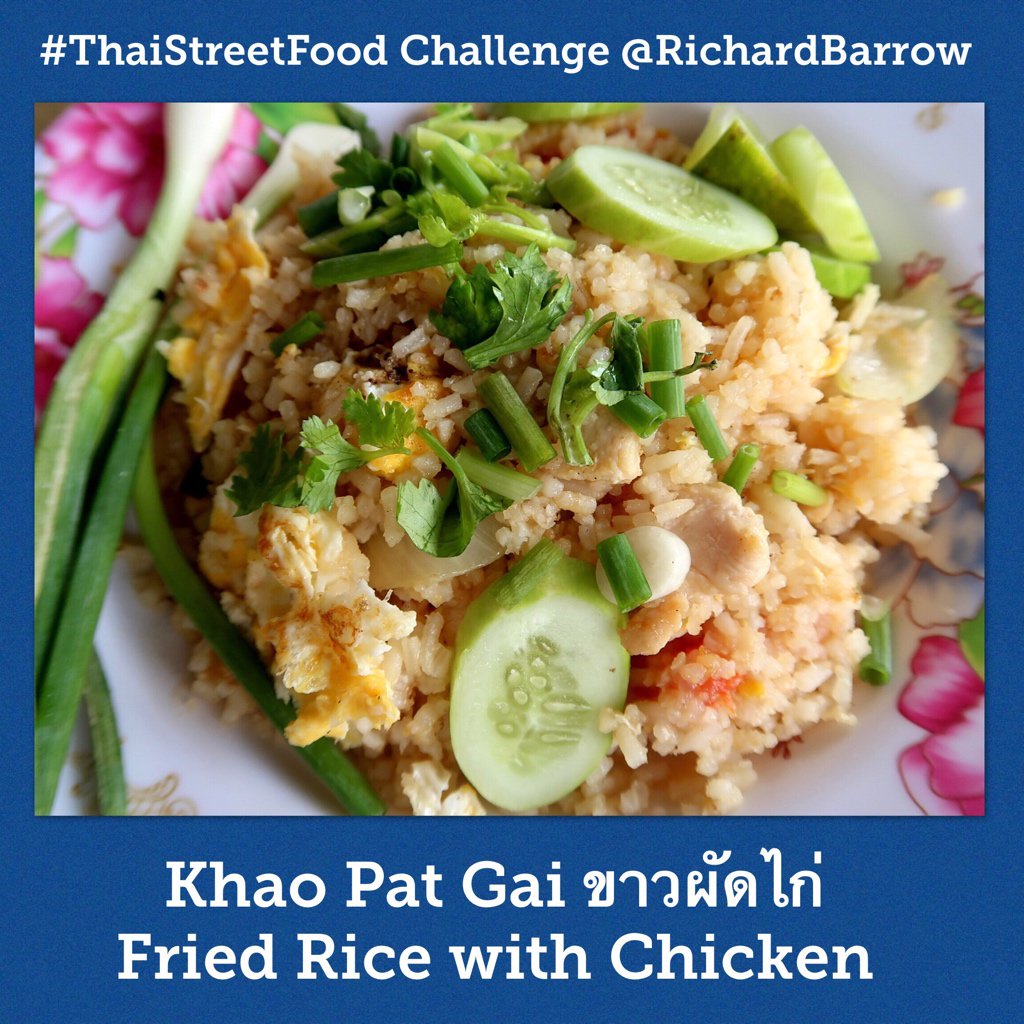 #ThaiStreetFood Challenge @RichardBarrow
Khao Pat Gai ขาวผัดไก่
Fried Rice with Chicken